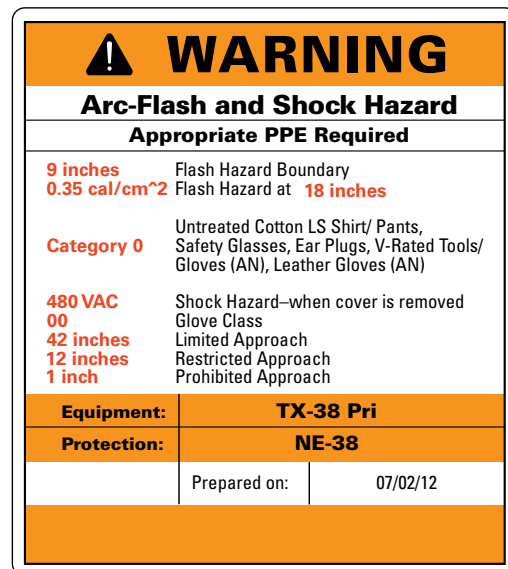 WARNING
Arc-Flash and Shock Hazard
Appropriate PPE Required
9 inches Flash Hazard Boundary
0.35 cal/cm^2 Flash Hazard at 18 inches
Untreated Cotton LS Shirt/ Pants,
Category 0 Safety Glasses, Ear Plugs, V-Rated Tools/
Gloves (AN), Leather Gloves (AN)
480 VAC Shock Hazard–when cover is removed
00 Glove Class
42 inches Limited Approach
12 inches Restricted Approach
1 inch Prohibited Approach
Equipment: TX-38 Pri
Protection: NE-38
Prepared on: 07/02/12